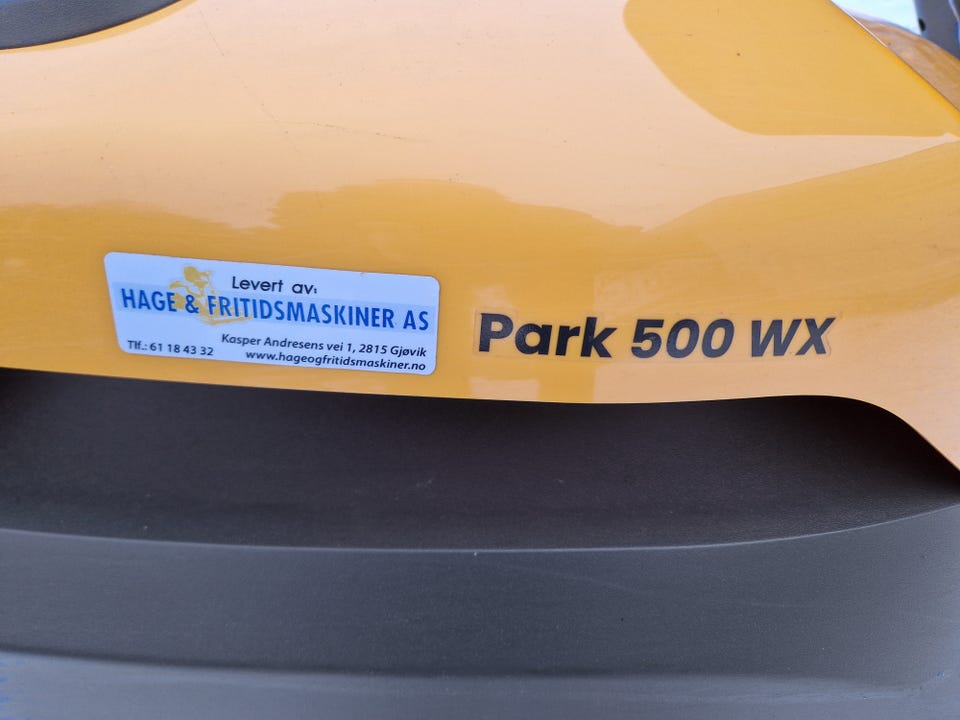 Levert av:
HAGE & FRITIDSMASKINER AS
Tlf.: 61 18 43 32
Kasper Andresens vei 1, 2815 Gjøvik
www.hageogfritidsmaskiner.no
Park 500 WX